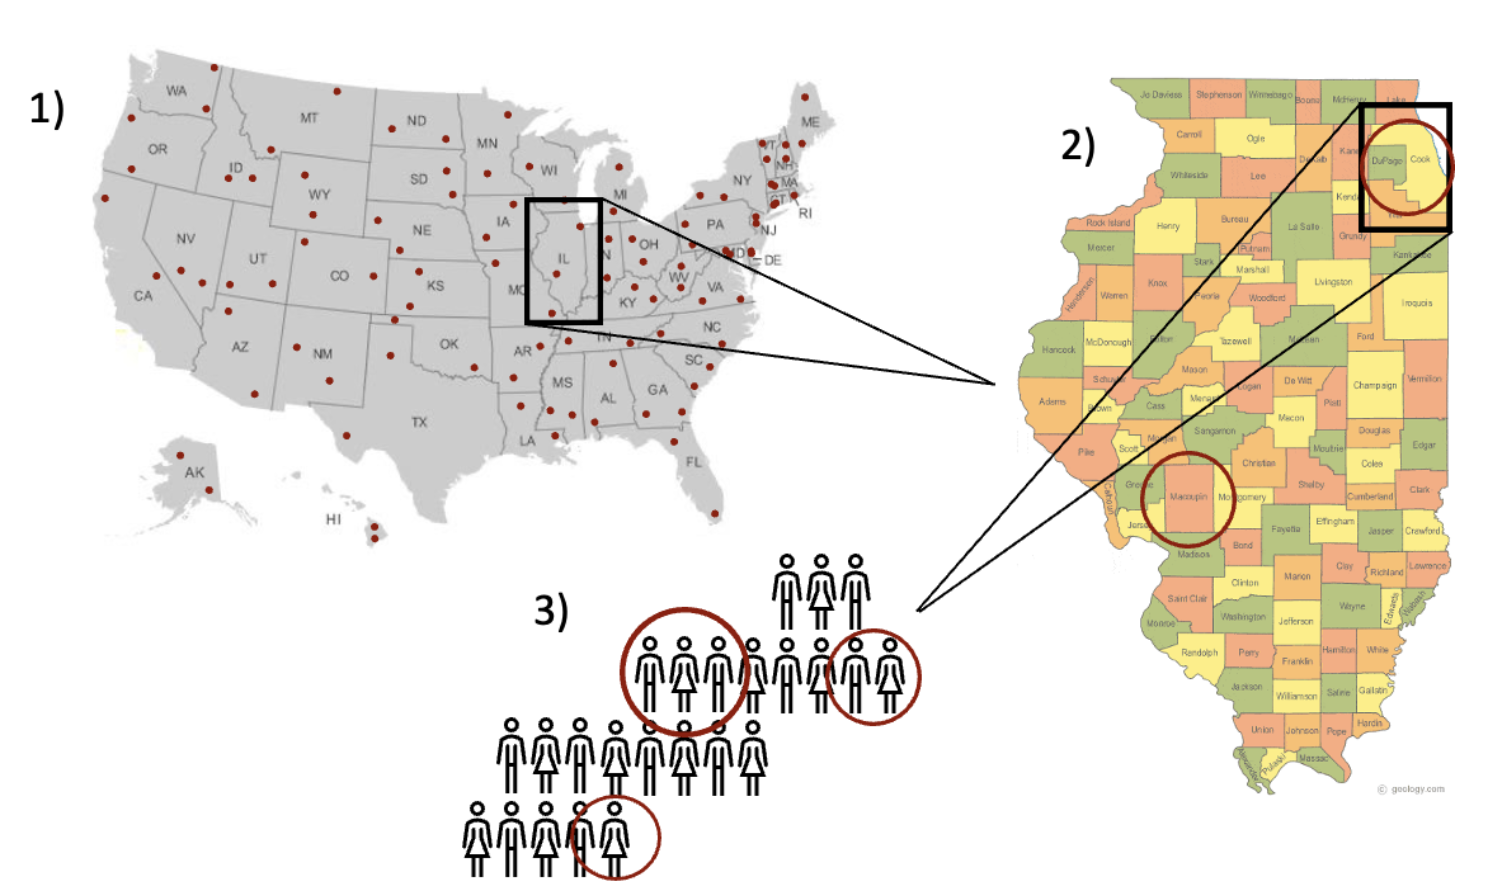 1)
WA
MT
ND
MN
ME
OR
ID
SD
WI
VT
NH
WY
MI
NY
MA
CT
RI
IA
NE
PA
NJ
NV
UT
IL
OH
MD
DE
CO
KS
WV
VA
CA
KY
NC
AZ
NM
OK
AR
TN
SC
MS
AL
GA
TX
LA
FL
AK
HI
2)
Jo Daviess Stephenson Winnebago Boone McHenry Lake
Carroll Ogle
DeKalb Kane DuPage Cook
Whiteside Lee
Kendall
Rock Island Henry Bureau La Salle Will
Mercer Putnam Grundy
Stark Marshall Kankakee
Henderson Warren Knox Peoria Woodford Livingston Iroquois
Hancock McDonough Fulton Tazewell McLean Ford
Schuyler Mason Logan De Witt Champaign Vermilion
Adams Brown Cass Menard Piatt
Macon
Pike Scott Morgan Sangamon Moultrie Douglas Edgar
Christian Coles
Calhoun Greene Macoupin Montgomery Shelby Cumberland Clark
Jersey Fayette Effingham Jasper Crawford
Madison Bond
Clay Richland Lawrence
Clinton Marion
Saint Clair Wayne Edwards Wabash
Monroe Washington Jefferson
Randolph Perry Hamilton White
Franklin
Jackson Williamson Saline Gallatin
Union Johnson Pope Hardin
Alexander Pulaski Massac
© geology.com
3)